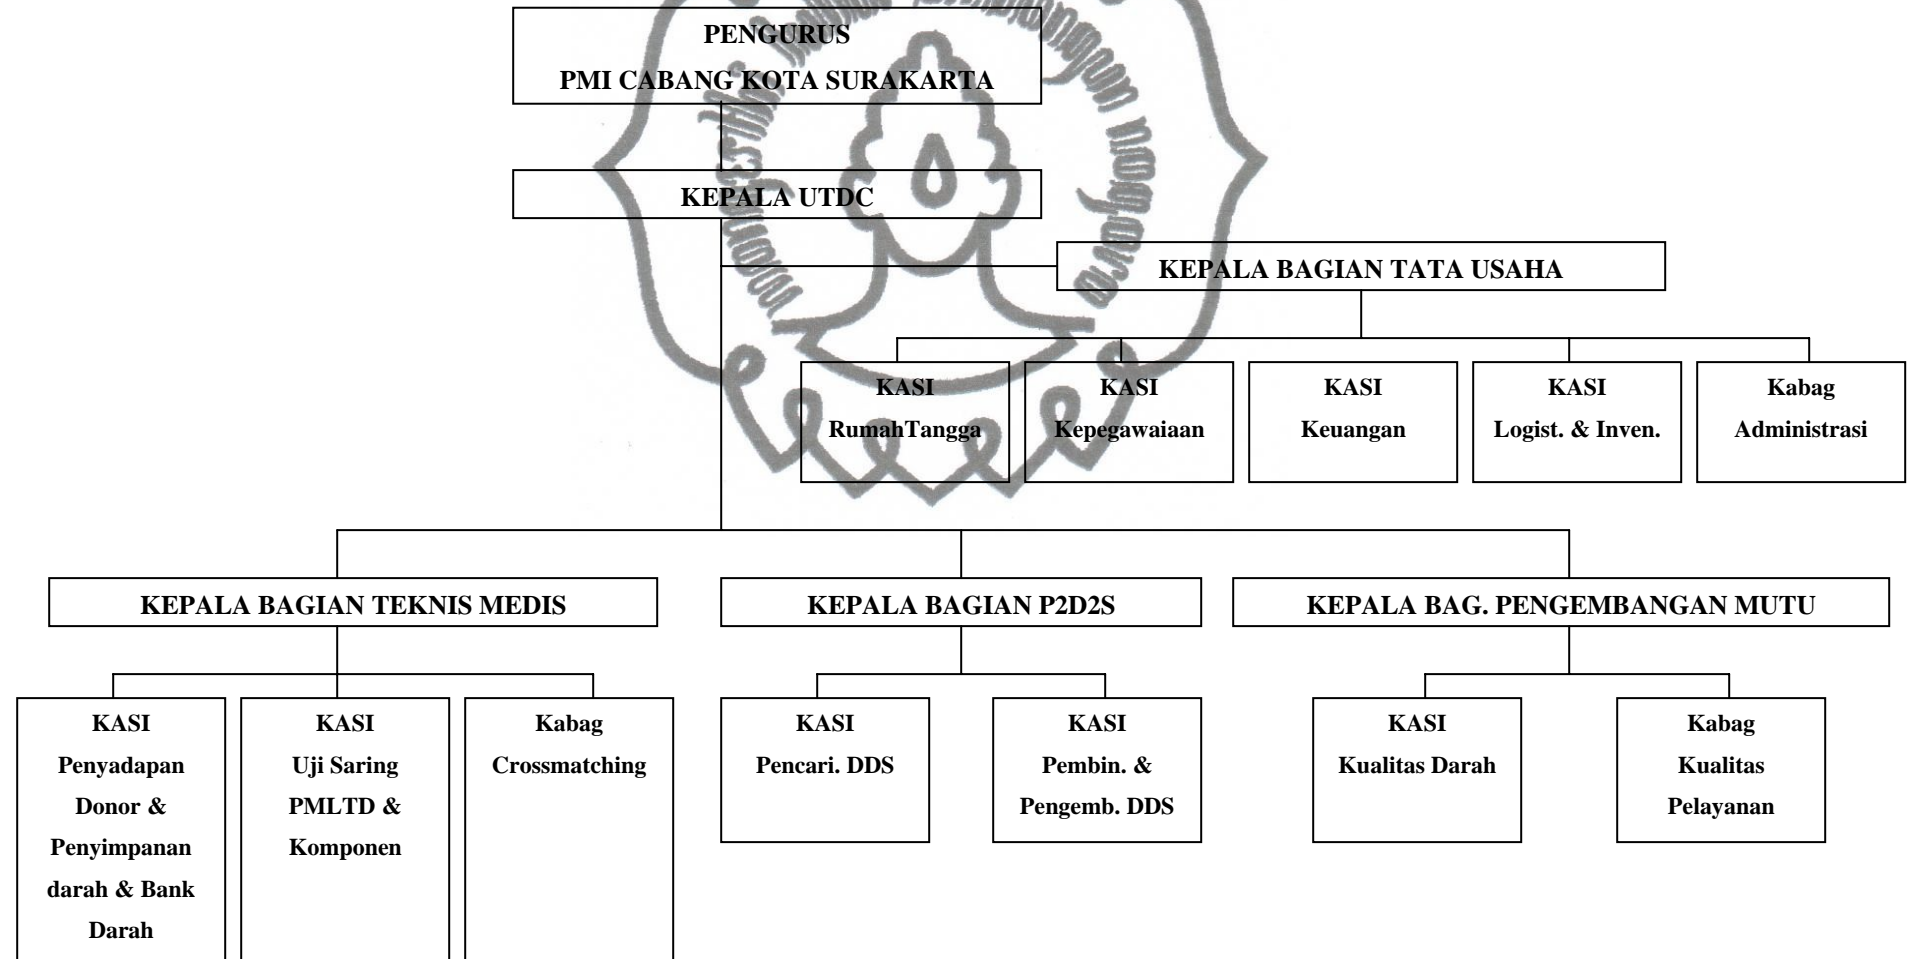 PENGURUS
PMI CABANG KOTA SURAKARTA
KEPALA UTDC
KEPALA BAGIAN TATA USAHA
KASI
RumahTangga
KASI
Kepegawaiaan
KASI
Keuangan
KASI
Logist. & Inven.
Kabag
Administrasi
KEPALA BAGIAN TEKNIS MEDIS
KEPALA BAGIAN P2D2S
KEPALA BAG. PENGEMBANGAN MUTU
KASI
Penyadapan
Donor &
Penyimpanan
darah & Bank
Darah
KASI
Uji Saring
PMLTD &
Komponen
Kabag
Crossmatching
KASI
Pencari. DDS
KASI
Pembin. &
Pengemb. DDS
KASI
Kualitas Darah
Kabag
Kualitas
Pelayanan